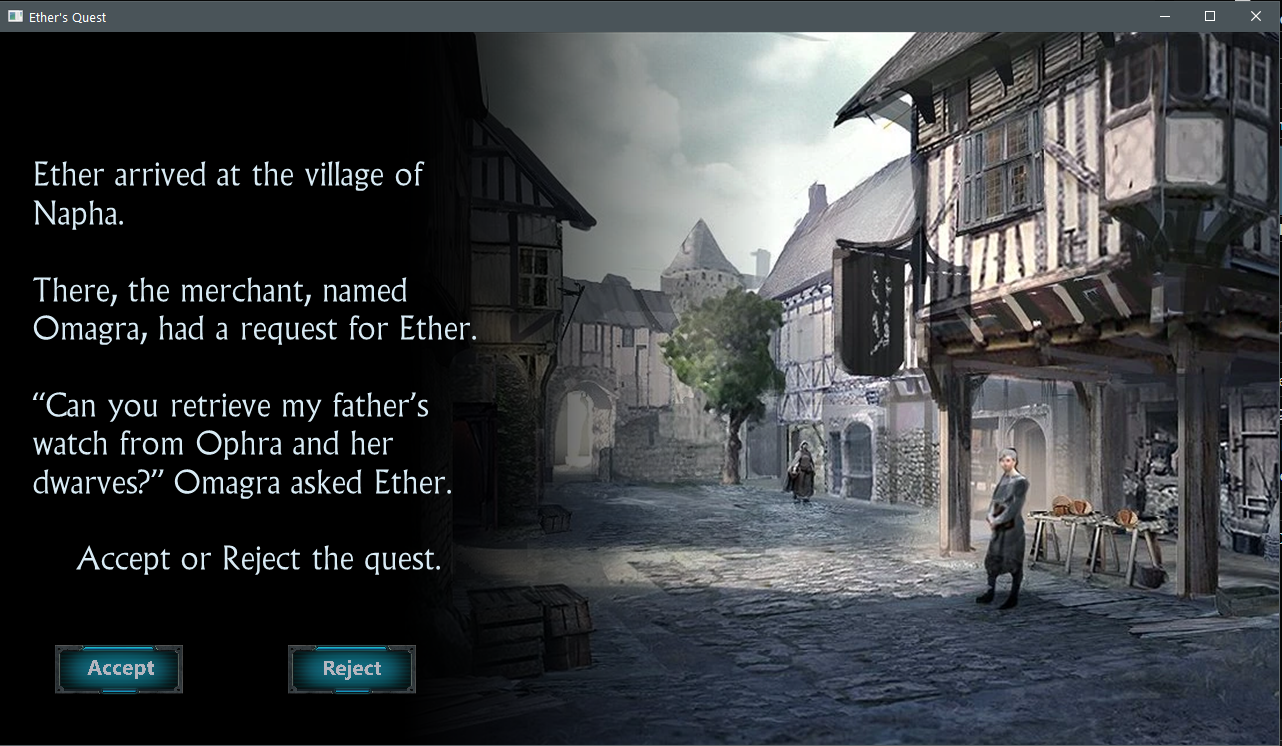 Ether's Quest
Ether arrived at the village of
Napha.
There, the merchant, named
Omagra, had a request for Ether.
“Can you retrieve my father’s
watch from Ophra and her
dwarves?” Omagra asked Ether.
Accept or Reject the quest.
Accept
Reject